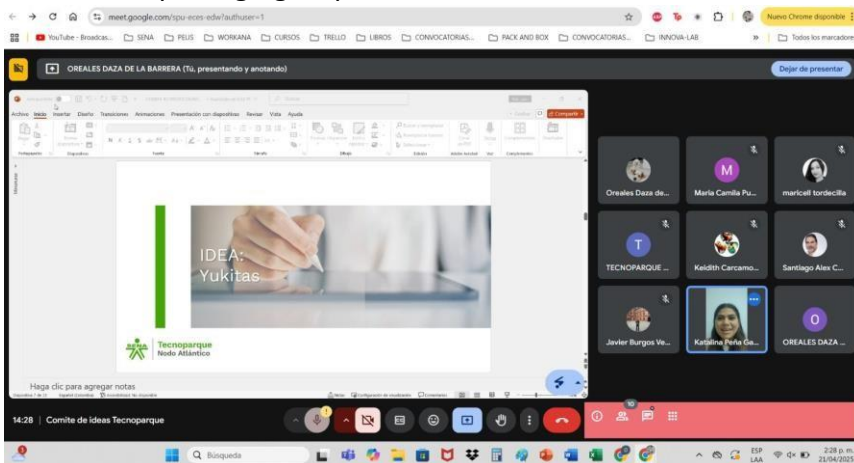 meet.google.com/spu-eces-edw?authuser=1
Nuevo Chrome disponible
YouTube - Broadcas...
SENA
PEUS
WORKANA
CURSOS
TRELLO
LIBROS
CONVOCATORIAS...
PACK AND BOX
CONVOCATORIAS...
INNOVA-LAB
Todos los marcadores
OREALES DAZA DE LA BARRERA (Tú, presentando y anotando)
Dejar de presentar
Archivo Inicio Insertar Diseño Transiciones Animaciones Presentación con diapositivas Revisar Vista Ayuda
Compartir
IDEA:
Yukitas
SENA
Tecnoparque
Nodo Atlántico
Haga clic para agregar notas
Oreales Daza de...
M
Maria Camila Pu...
maricell tordecilla
T
TECNOPARQUE ...
Keidith Carcamo...
Santiago Alex C...
Javier Burgos Ve...
Katalina Peña Ga...
O
OREALES DAZA ...
14:28 | Comite de ideas Tecnoparque
10
Búsqueda
ESP
LAA
2:28 p. m.
21/04/2025